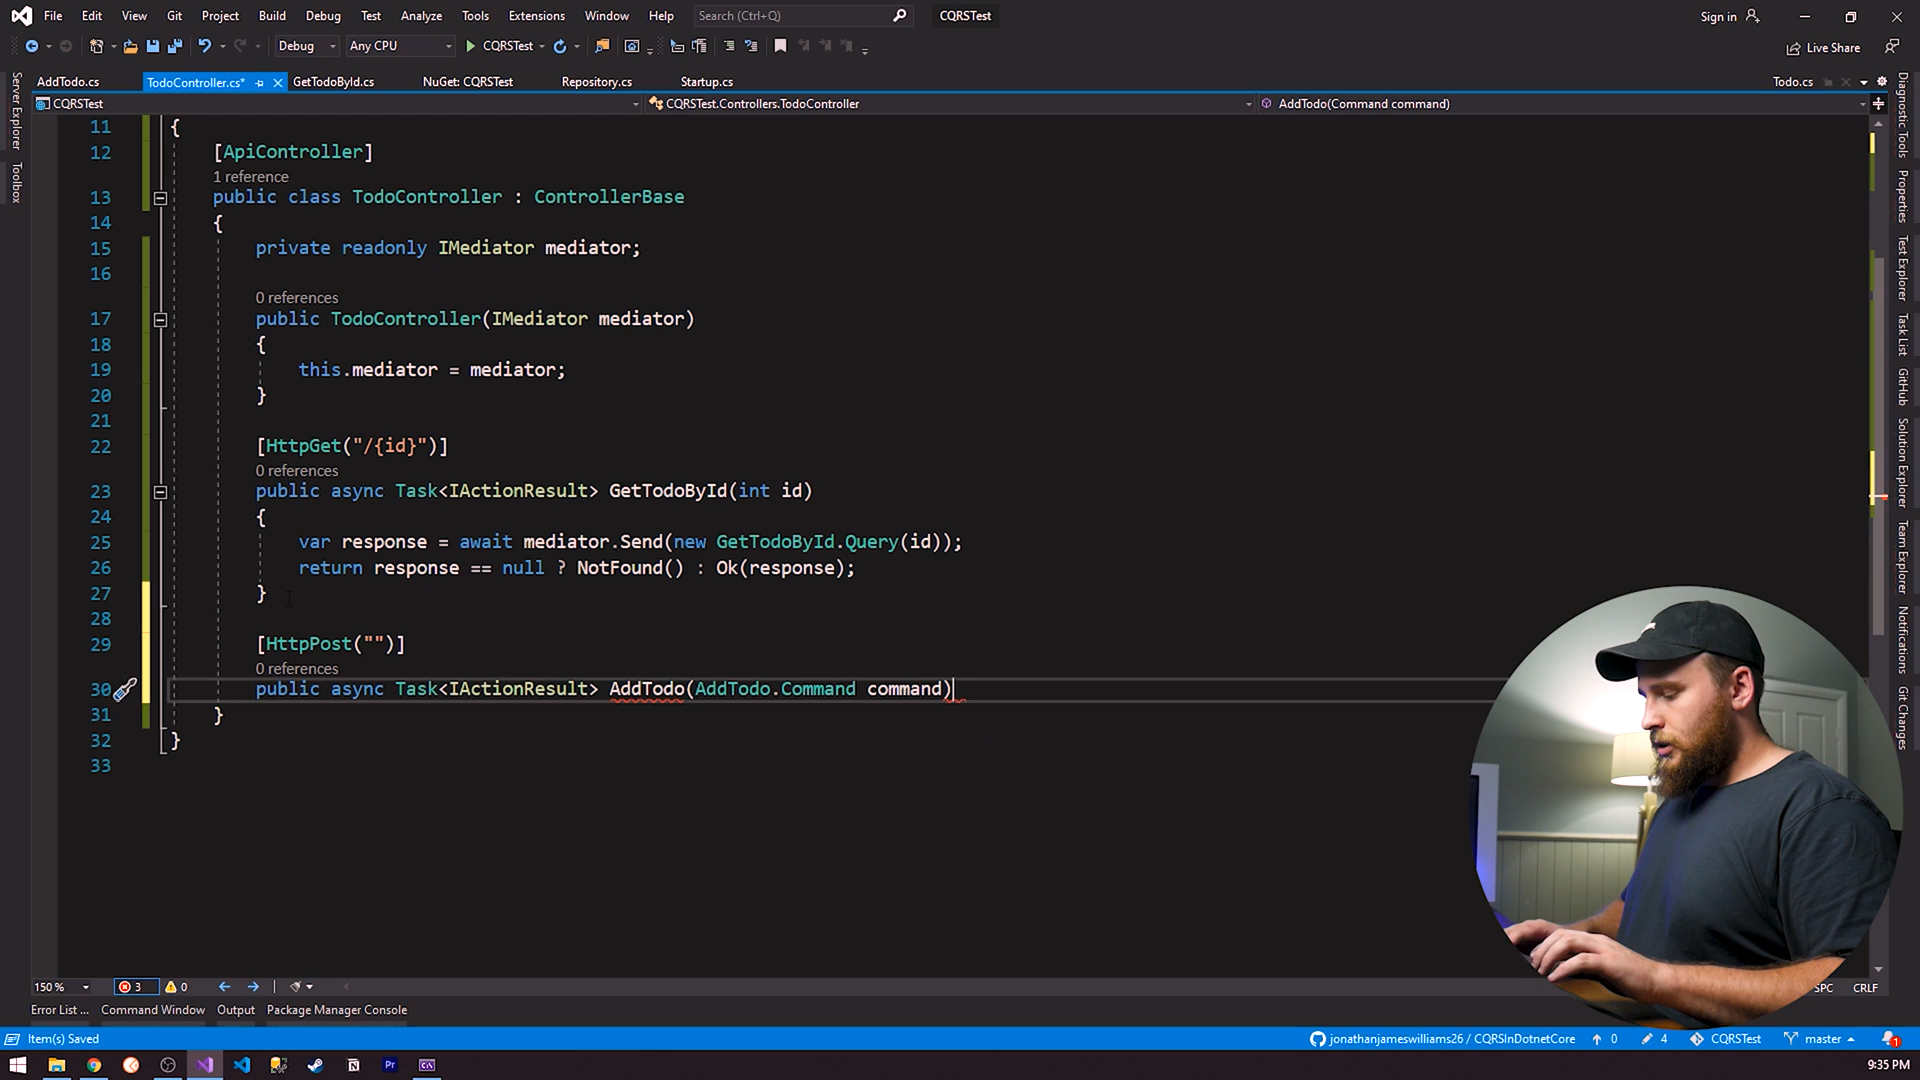 File Edit View Git Project Build Debug Test Analyze Tools Extensions Window Help Search (Ctrl+Q) CQRSTest Sign in
Debug Any CPU CQRSTest Live Share
AddTodo.cs TodoController.cs* GetTodoById.cs NuGet: CQRSTest Repository.cs Startup.cs Todo.cs
CQRSTest CQRSTest.Controllers.TodoController AddTodo(Command command)
Server Explorer
Toolbox
11 {
12 [ApiController]
1 reference
13 public class TodoController : ControllerBase
14 {
15 private readonly IMediator mediator;
16
0 references
17 public TodoController(IMediator mediator)
18 {
19 this.mediator = mediator;
20 }
21
22 [HttpGet("/{id}")]
0 references
23 public async Task<IActionResult> GetTodoById(int id)
24 {
25 var response = await mediator.Send(new GetTodoById.Query(id));
26 return response == null ? NotFound() : Ok(response);
27 }
28
29 [HttpPost("")]
0 references
30 public async Task<IActionResult> AddTodo(AddTodo.Command command)
31 }
32 }
33
Diagnostic Tools
Properties
Test Explorer
Task List
GitHub
Solution Explorer
Team Explorer
Notifications
Git Changes
150 % 3 0 SPC CRLF
Error List ... Command Window Output Package Manager Console
Item(s) Saved jonathanjameswilliams26 / CQRSInDotnetCore 0 4 CQRSTest master 1
9:35 PM